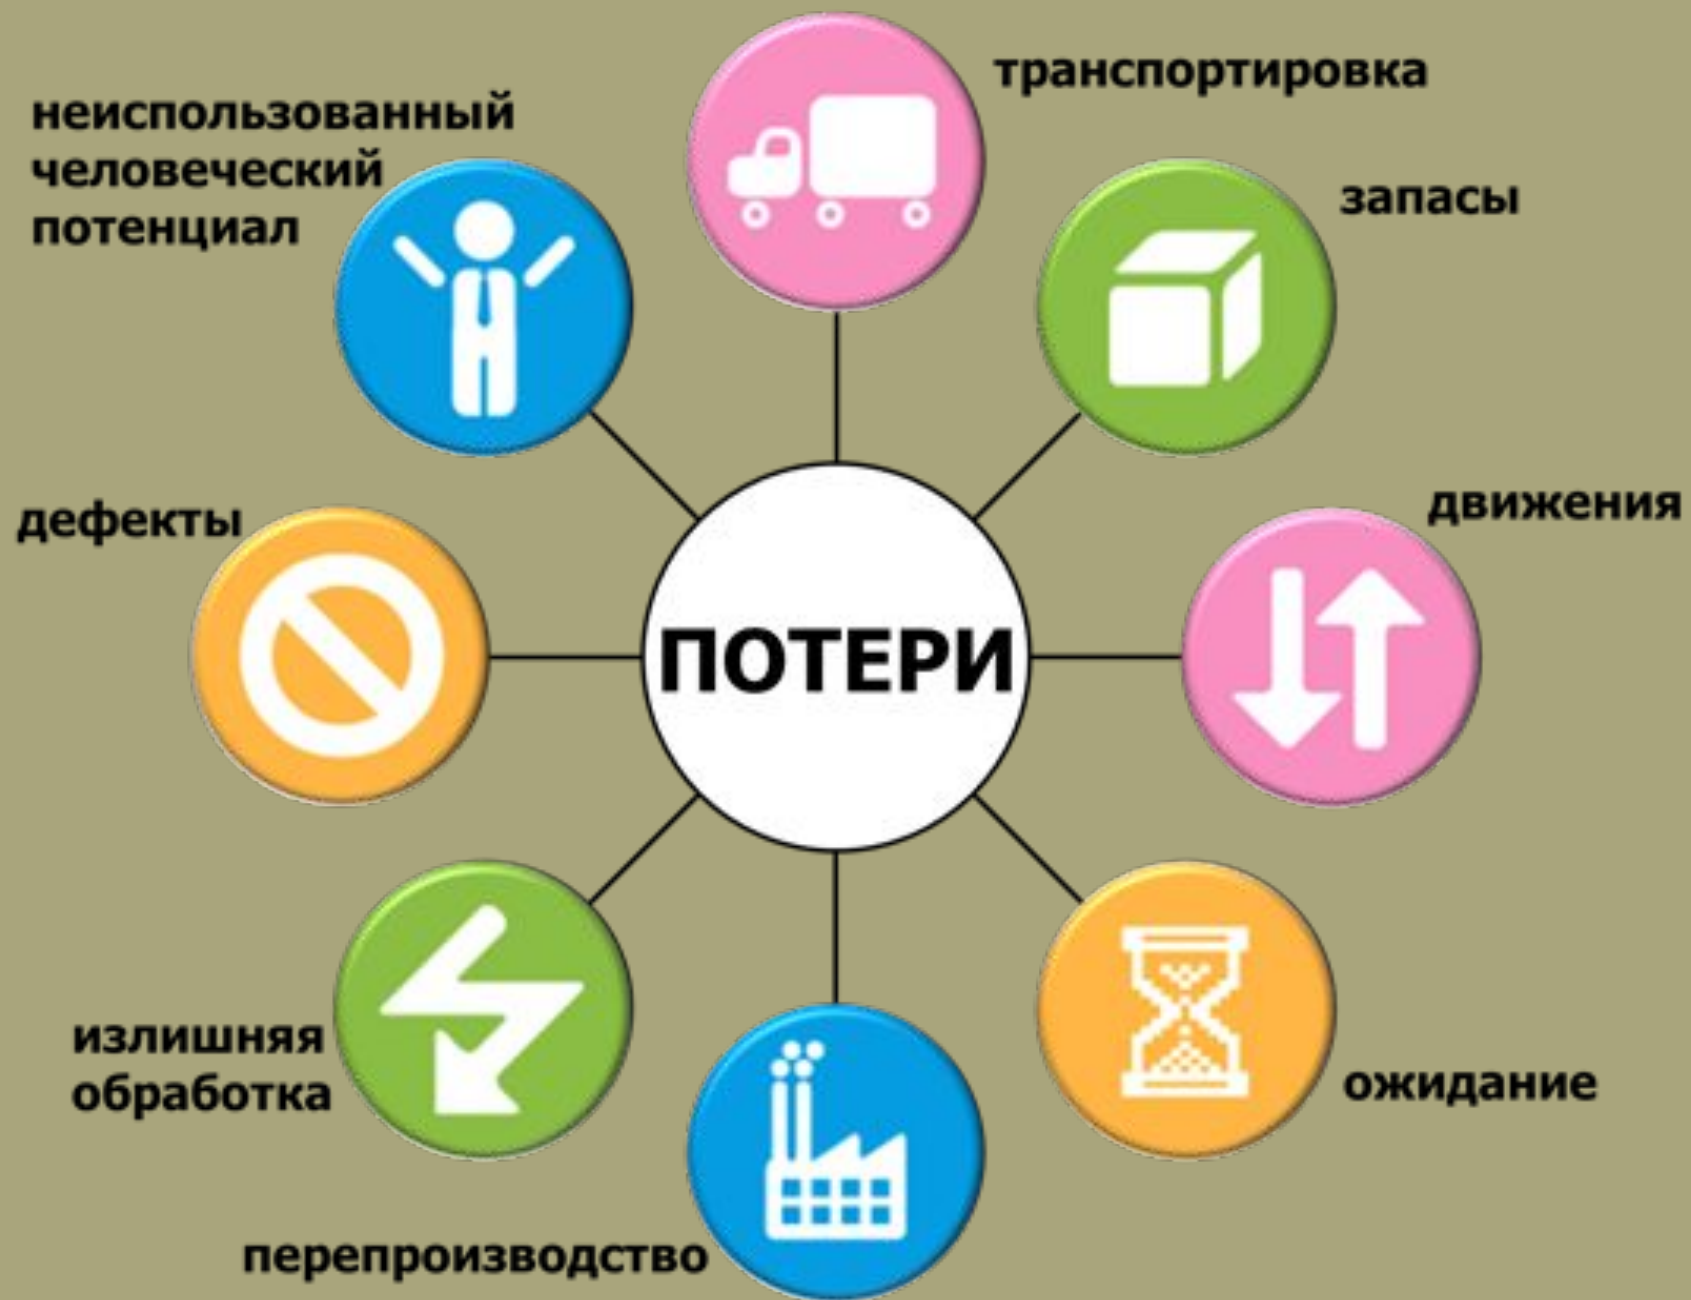 транспортировка
неиспользованный
человеческий
потенциал
запасы
дефекты
движения
ПОТЕРИ
излишняя
обработка
ожидание
перепроизводство